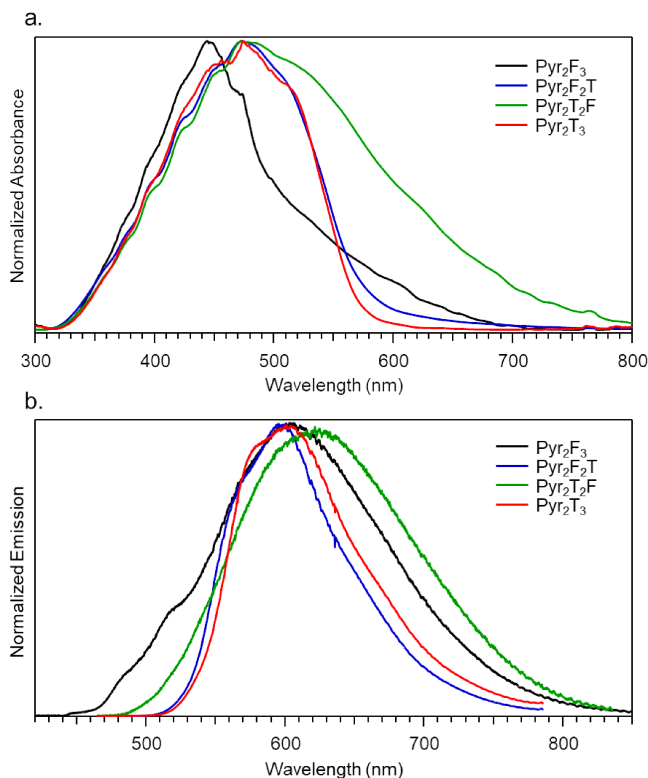 a.
Normalized Absorbance
Pyr₂F₃
Pyr₂F₂T
Pyr₂T₂F
Pyr₂T₃
300 400 500 600 700 800
Wavelength (nm)
b.
Normalized Emission
Pyr₂F₃
Pyr₂F₂T
Pyr₂T₂F
Pyr₂T₃
500 600 700 800
Wavelength (nm)